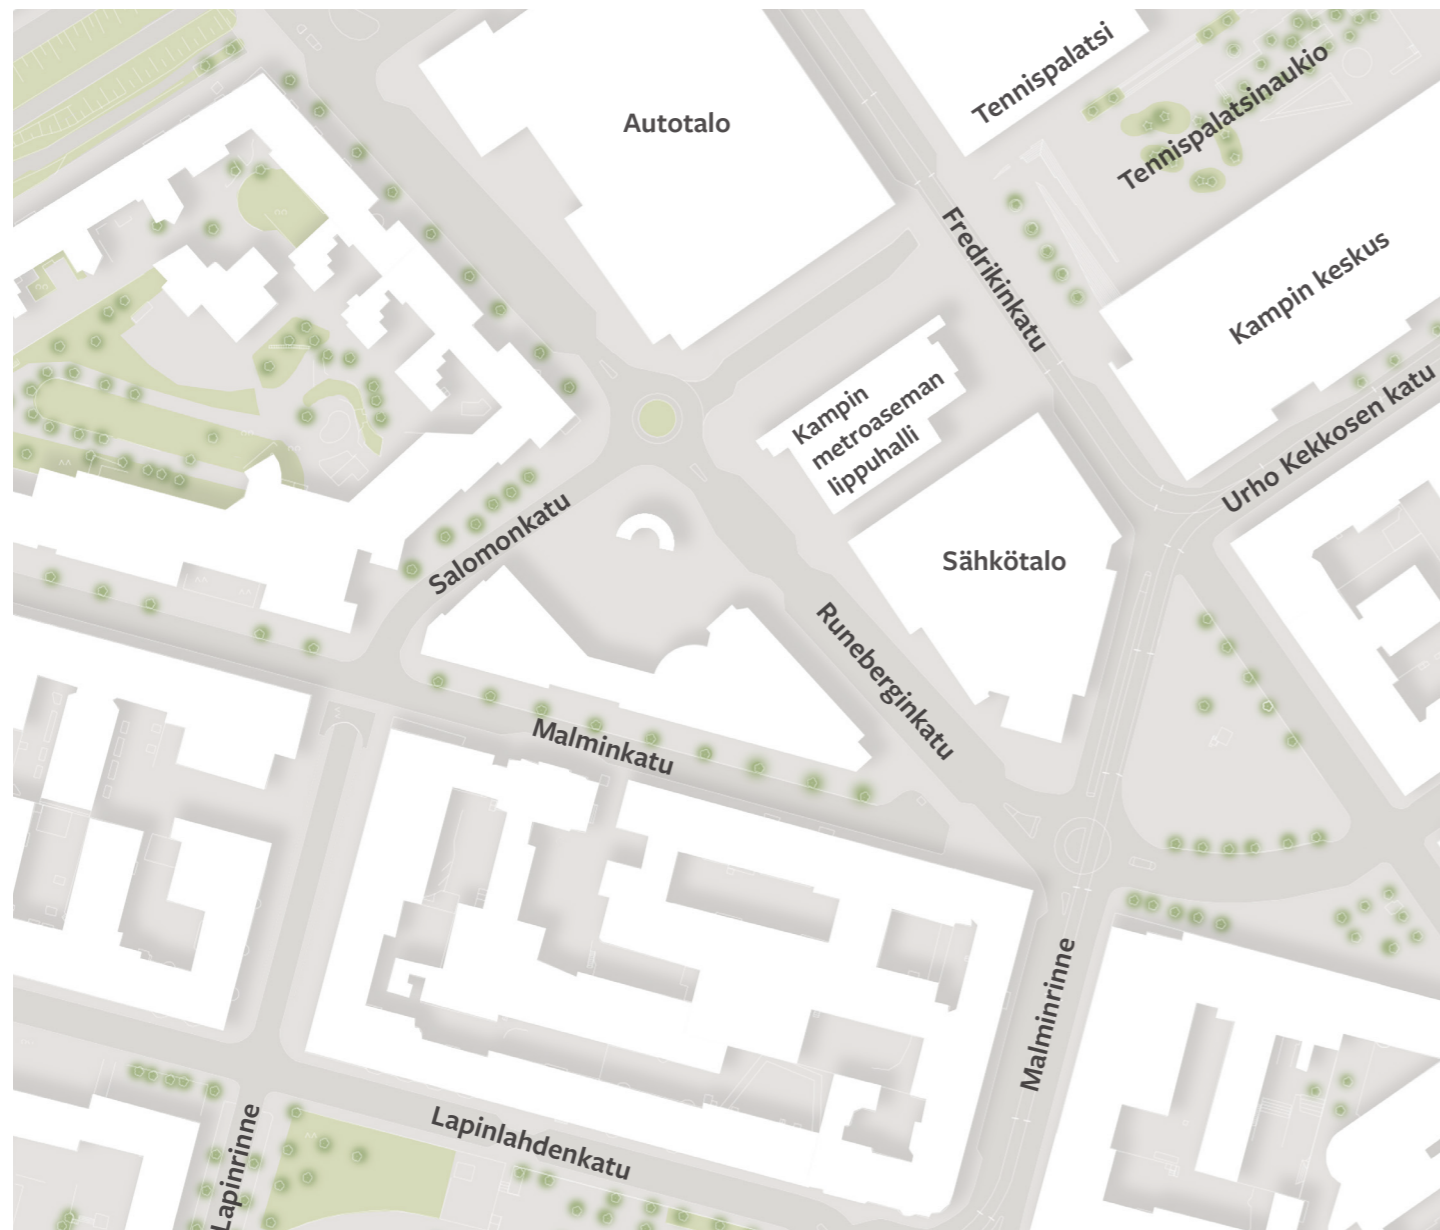 Tennispalatsi
Autotalo
Tennispalatsinaukio
Fredrikinkatu
Kampin keskus
Kampin
metroaseman
lippuhalli
Urho Kekkosen katu
Salomonkatu
Sähkötalo
Runeberginkatu
Malminkatu
Malminrinne
Lapinlahdenkatu
Lapinrinne